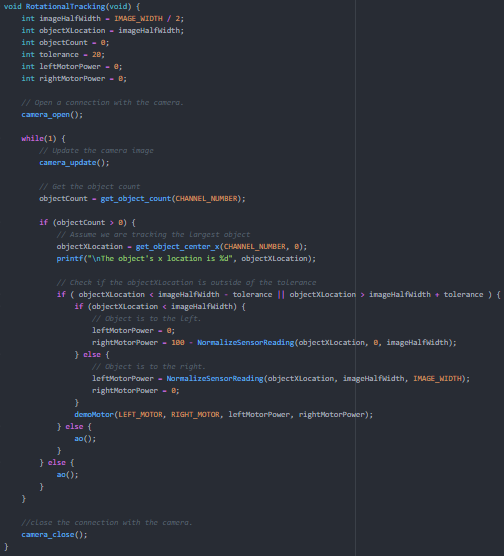 void RotationalTracking(void) {
    int imageHalfWidth = IMAGE_WIDTH / 2;
    int objectXLocation = imageHalfWidth;
    int objectCount = 0;
    int tolerance = 20;
    int leftMotorPower = 0;
    int rightMotorPower = 0;

    // Open a connection with the camera.
    camera_open();

    while(1) {
        // Update the camera image
        camera_update();

        // Get the object count
        objectCount = get_object_count(CHANNEL_NUMBER);

        if (objectCount > 0) {
            // Assume we are tracking the largest object
            objectXLocation = get_object_center_x(CHANNEL_NUMBER, 0);
            printf("\nThe object's x location is %d", objectXLocation);

            // Check if the objectXLocation is outside of the tolerance
            if ( objectXLocation < imageHalfWidth - tolerance || objectXLocation > imageHalfWidth + tolerance ) {
                if (objectXLocation < imageHalfWidth) {
                    // Object is to the left.
                    leftMotorPower = 0;
                    rightMotorPower = 100 - NormalizeSensorReading(objectXLocation, 0, imageHalfWidth);
                } else {
                    // Object is to the right.
                    leftMotorPower = NormalizeSensorReading(objectXLocation, imageHalfWidth, IMAGE_WIDTH);
                    rightMotorPower = 0;
                }
                demoMotor(LEFT_MOTOR, RIGHT_MOTOR, leftMotorPower, rightMotorPower);
            } else {
                ao();
            }
        } else {
            ao();
        }
    }

    //close the connection with the camera.
    camera_close();
}